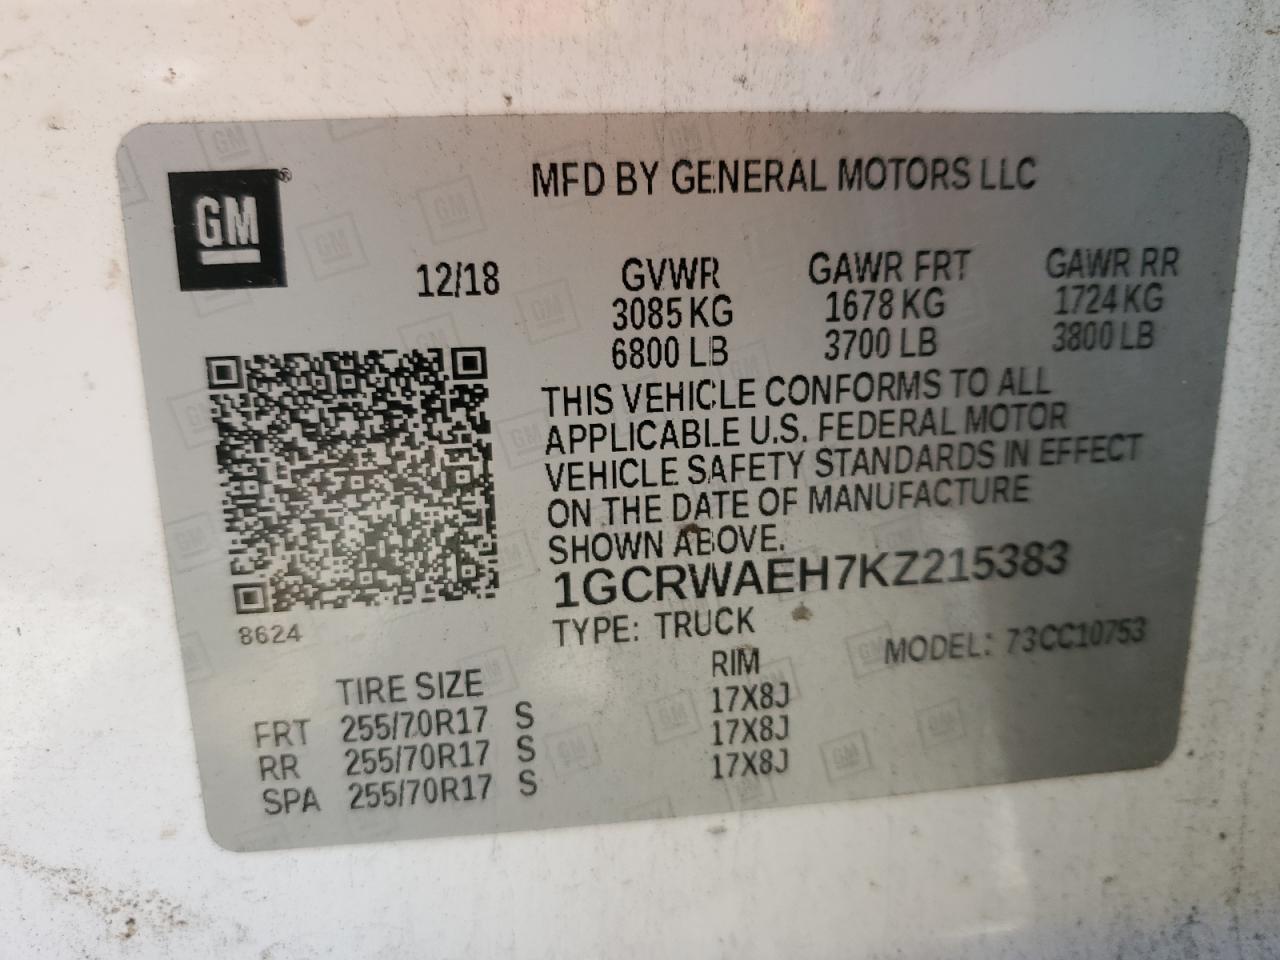 GM®
MFD BY GENERAL MOTORS LLC
12/18
GVWR GAWR FRT GAWR RR
3085 KG 1678 KG 1724 KG
6800 LB 3700 LB 3800 LB
THIS VEHICLE CONFORMS TO ALL
APPLICABLE U.S. FEDERAL MOTOR
VEHICLE SAFETY STANDARDS IN EFFECT
ON THE DATE OF MANUFACTURE
SHOWN ABOVE.
1GCRWAEH7KZ215383
8624
TYPE: TRUCK
MODEL: 73CC10753
TIRE SIZE RIM
FRT 255/70R17 S 17X8J
RR 255/70R17 S 17X8J
SPA 255/70R17 S 17X8J